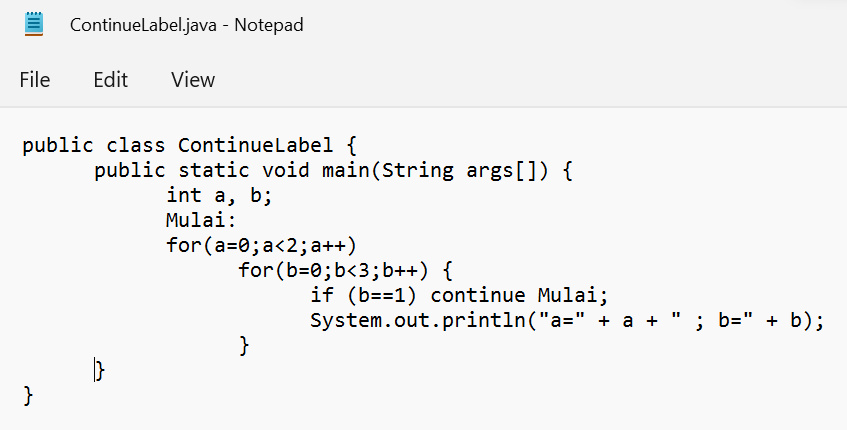 ContinueLabel.java - Notepad
File Edit View
public class ContinueLabel {
public static void main(String args[]) {
int a, b;
Mulai:
for(a=0;a<2;a++)
for(b=0;b<3;b++) {
if (b==1) continue Mulai;
System.out.println("a=" + a + " ; b=" + b);
}
}
}